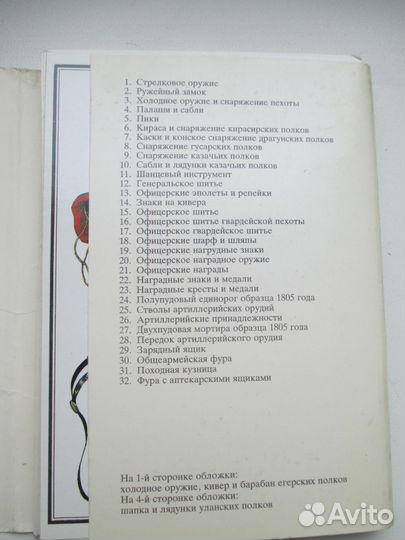 1. Стрелковое оружие
2. Ружейный замок
3. Холодное оружие и снаряжение пехоты
4. Палаши и сабли
5. Пики
6. Кираса и снаряжение кирасирских полков
7. Каски и конское снаряжение драгунских полков
8. Снаряжение гусарских полков
9. Снаряжение казачьих полков
10. Сабли и лядунки казачьих полков
11. Шанцевый инструмент
12. Генеральское шитье
13. Офицерские эполеты и репейки
14. Знаки на кивера
15. Офицерское шитье
16. Офицерское шитье гвардейской пехоты
17. Офицерское гвардейское шитье
18. Офицерские шарф и шляпы
19. Офицерские нагрудные знаки
20. Офицерское наградное оружие
21. Офицерские награды
22. Наградные знаки и медали
23. Наградные кресты и медали
24. Полупудовый единорог образца 1805 года
25. Стволы артиллерийских орудий
26. Артиллерийские принадлежности
27. Двухпудовая мортира образца 1805 года
28. Передок артиллерийского орудия
29. Зарядный ящик
30. Общеармейская фура
31. Походная кузница
32. Фура с аптекарскими ящиками
На 1-й сторонке обложки:
холодное оружие, кивер и барабан егерских полков
На 4-й сторонке обложки:
шапка и лядунки уланских полков
Avito